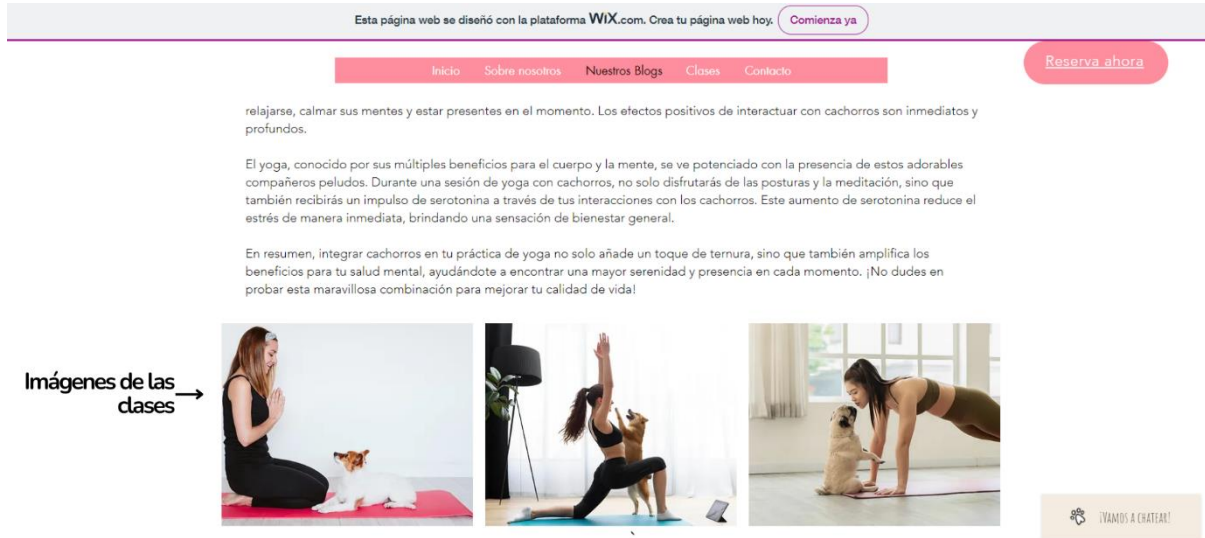 Esta página web se diseñó con la plataforma WiX.com. Crea tu página web hoy. Comienza ya
Inicio Sobre nosotros Nuestros Blogs Clases Contacto
Reserva ahora
relajarse, calmar sus mentes y estar presentes en el momento. Los efectos positivos de interactuar con cachorros son inmediatos y
profundos.
El yoga, conocido por sus múltiples beneficios para el cuerpo y la mente, se ve potenciado con la presencia de estos adorables
compañeros peludos. Durante una sesión de yoga con cachorros, no solo disfrutarás de las posturas y la meditación, sino que
también recibirás un impulso de serotonina a través de tus interacciones con los cachorros. Este aumento de serotonina reduce el
estrés de manera inmediata, brindando una sensación de bienestar general.
En resumen, integrar cachorros en tu práctica de yoga no solo añade un toque de ternura, sino que también amplifica los
beneficios para tu salud mental, ayudándote a encontrar una mayor serenidad y presencia en cada momento. ¡No dudes en
probar esta maravillosa combinación para mejorar tu calidad de vida!
Imágenes de las
clases
¡VAMOS A CHATEAR!